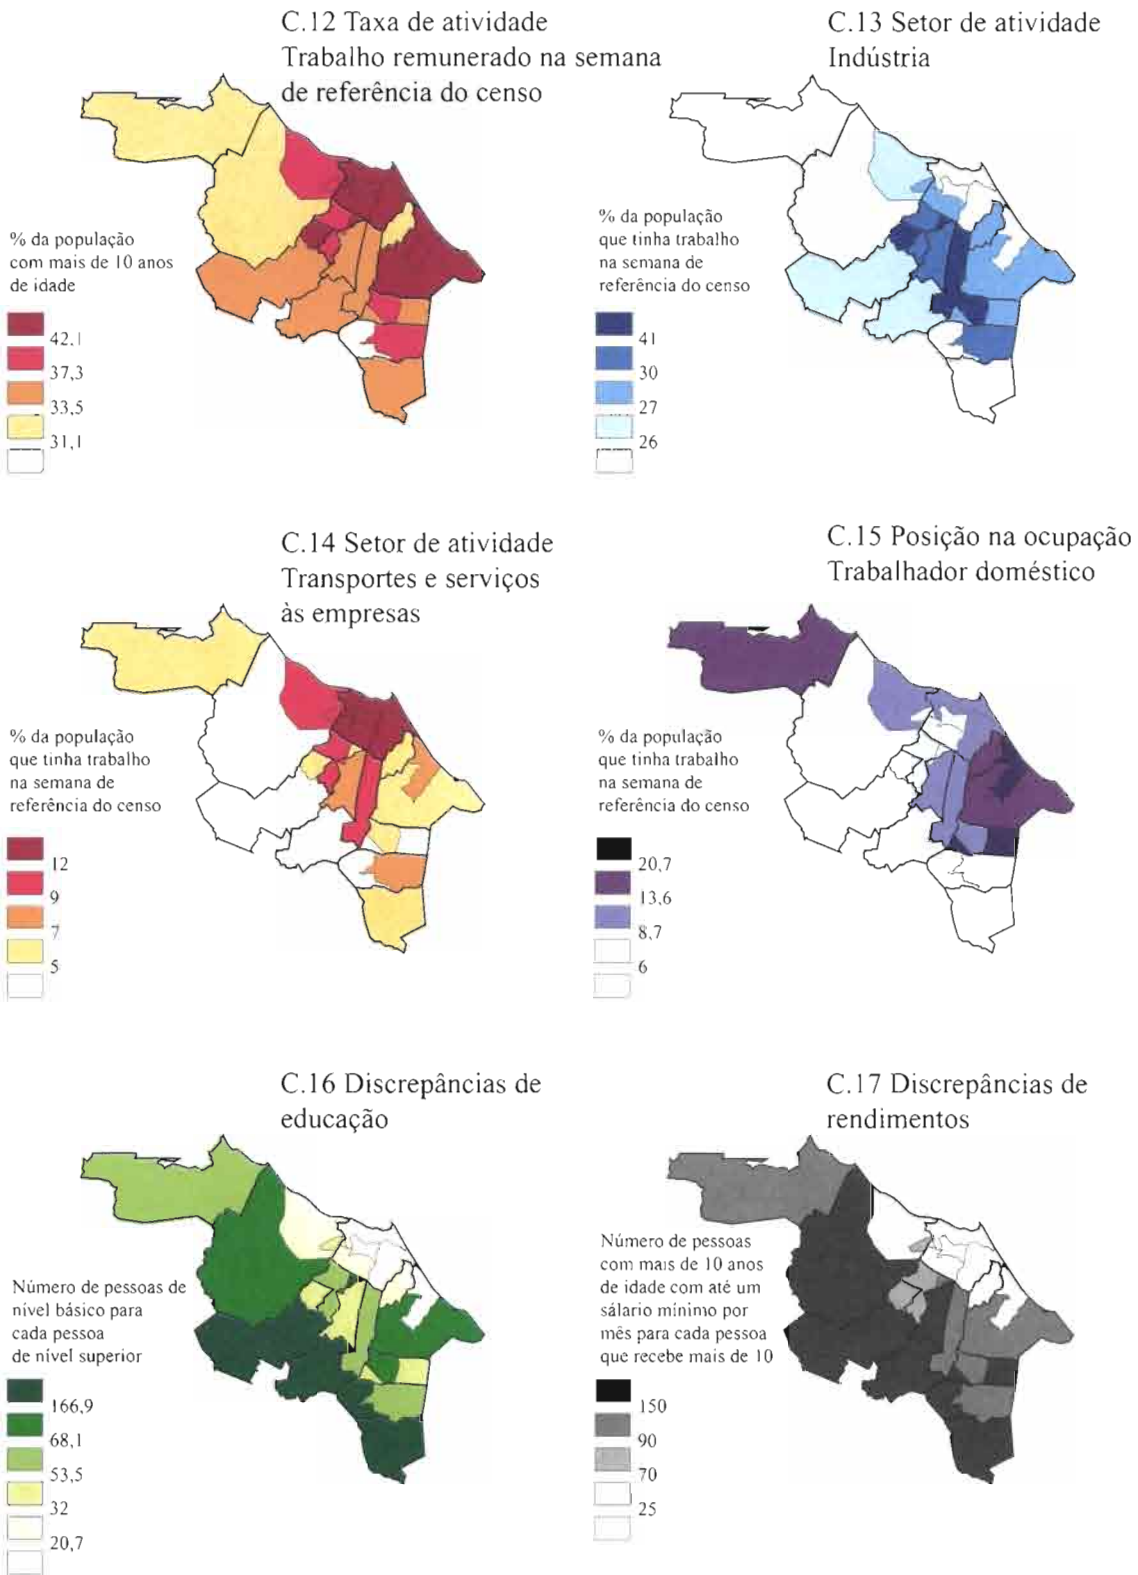 C.12 Taxa de atividade
Trabalho remunerado na semana
de referência do censo
% da população
com mais de 10 anos
de idade
42,1
37,3
33,5
31,1
C.13 Setor de atividade
Indústria
% da população
que tinha trabalho
na semana de
referência do censo
41
30
27
26
C.14 Setor de atividade
Transportes e serviços
às empresas
% da população
que tinha trabalho
na semana de
referência do censo
12
9
7
5
C.15 Posição na ocupação
Trabalhador doméstico
% da população
que tinha trabalho
na semana de
referência do censo
20,7
13,6
8,7
6
C.16 Discrepâncias de
educação
Número de pessoas de
nível básico para
cada pessoa
de nível superior
166,9
68,1
53,5
32
20,7
C.17 Discrepâncias de
rendimentos
Número de pessoas
com mais de 10 anos
de idade com até um
sálario mínimo por
mês para cada pessoa
que recebe mais de 10
150
90
70
25